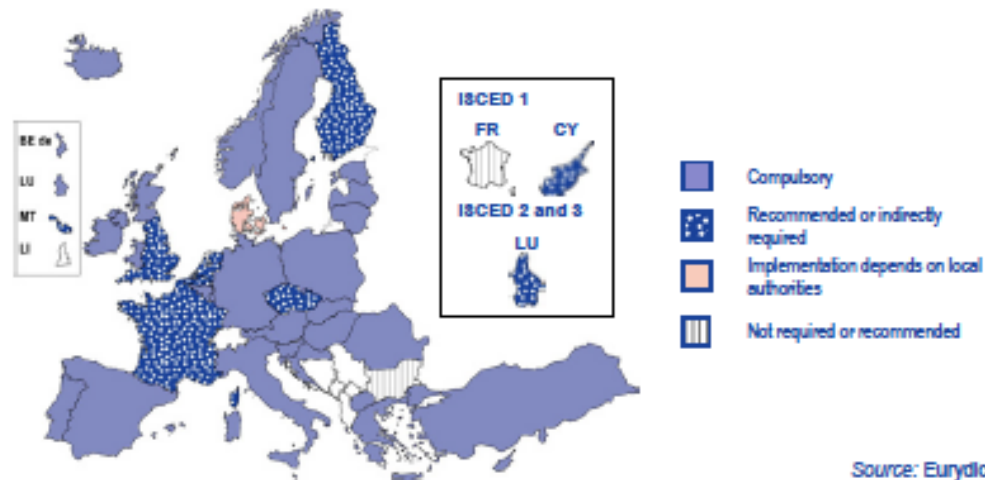 ISCED 1
FR CY
ISCED 2 and 3
LU
BE de
LU
MT
LI
Compulsory
Recommended or indirectly
required
Implementation depends on local
authorities
Not required or recommended
Source: Eurydic